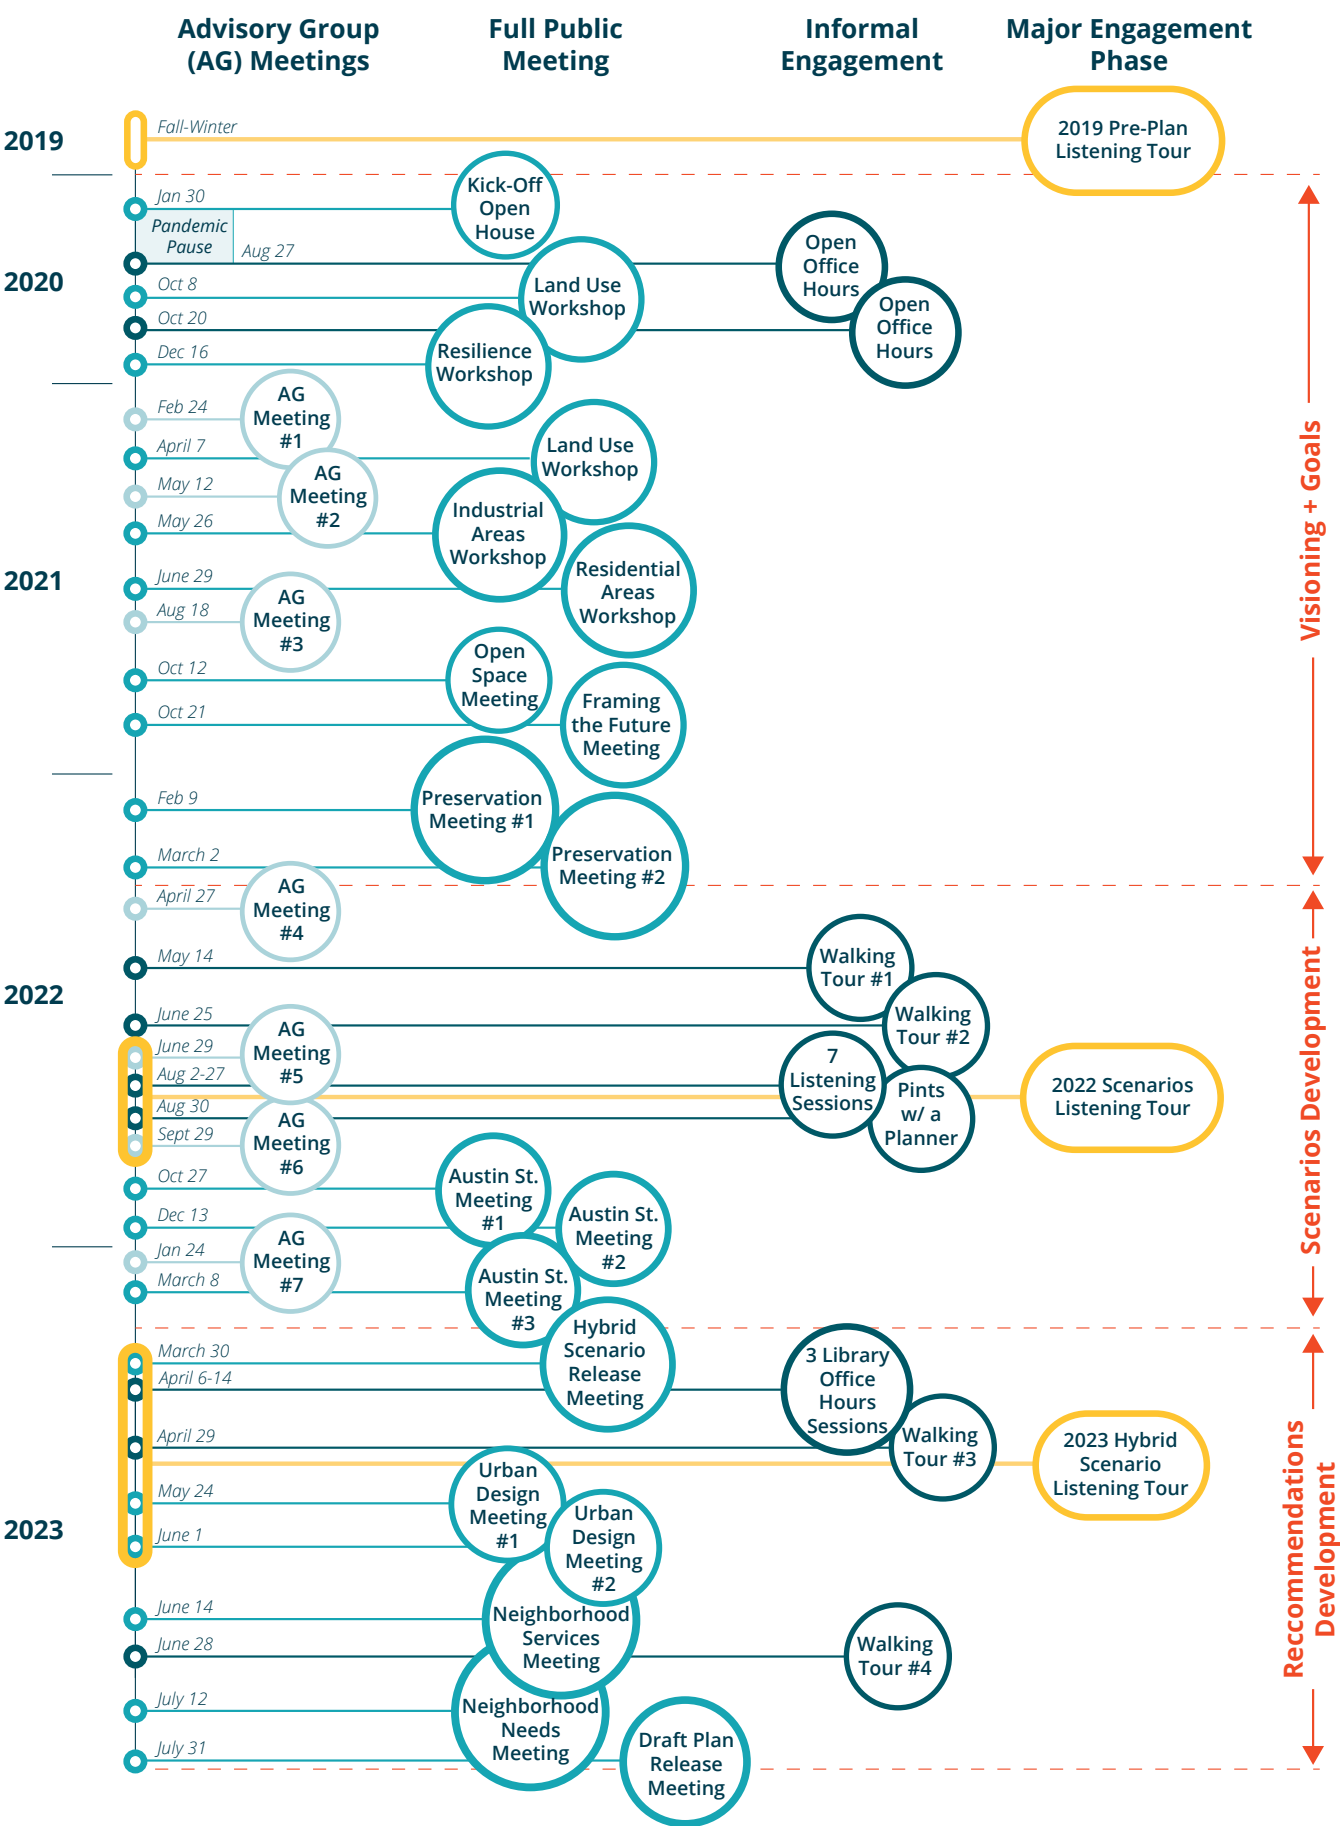 Advisory Group
(AG) Meetings
Full Public
Meeting
Informal
Engagement
Major Engagement
Phase
2019
Fall-Winter
2019 Pre-Plan
Listening Tour
2020
Jan 30
Kick-Off
Open
House
Pandemic
Pause
Aug 27
Open
Office
Hours
Oct 8
Land Use
Workshop
Oct 20
Open
Office
Hours
Dec 16
Resilience
Workshop
2021
Feb 24
AG
Meeting
#1
April 7
Land Use
Workshop
May 12
AG
Meeting
#2
May 26
Industrial
Areas
Workshop
June 29
Residential
Areas
Workshop
Aug 18
AG
Meeting
#3
Oct 12
Open
Space
Meeting
Oct 21
Framing
the Future
Meeting
Visioning + Goals
2022
Feb 9
Preservation
Meeting #1
March 2
Preservation
Meeting #2
April 27
AG
Meeting
#4
May 14
Walking
Tour #1
June 25
Walking
Tour #2
June 29
AG
Meeting
#5
Aug 2-27
7
Listening
Sessions
2022 Scenarios
Listening Tour
Aug 30
Pints
w/ a
Planner
Sept 29
AG
Meeting
#6
Oct 27
Austin St.
Meeting
#1
Dec 13
Austin St.
Meeting
#2
Scenarios Development
2023
Jan 24
AG
Meeting
#7
March 8
Austin St.
Meeting
#3
March 30
Hybrid
Scenario
Release
Meeting
April 6-14
3 Library
Office
Hours
Sessions
April 29
Walking
Tour #3
2023 Hybrid
Scenario
Listening Tour
May 24
Urban
Design
Meeting
#1
June 1
Urban
Design
Meeting
#2
June 14
Neighborhood
Services
Meeting
June 28
Walking
Tour #4
July 12
Neighborhood
Needs
Meeting
July 31
Draft Plan
Release
Meeting
Reccommendations
Development